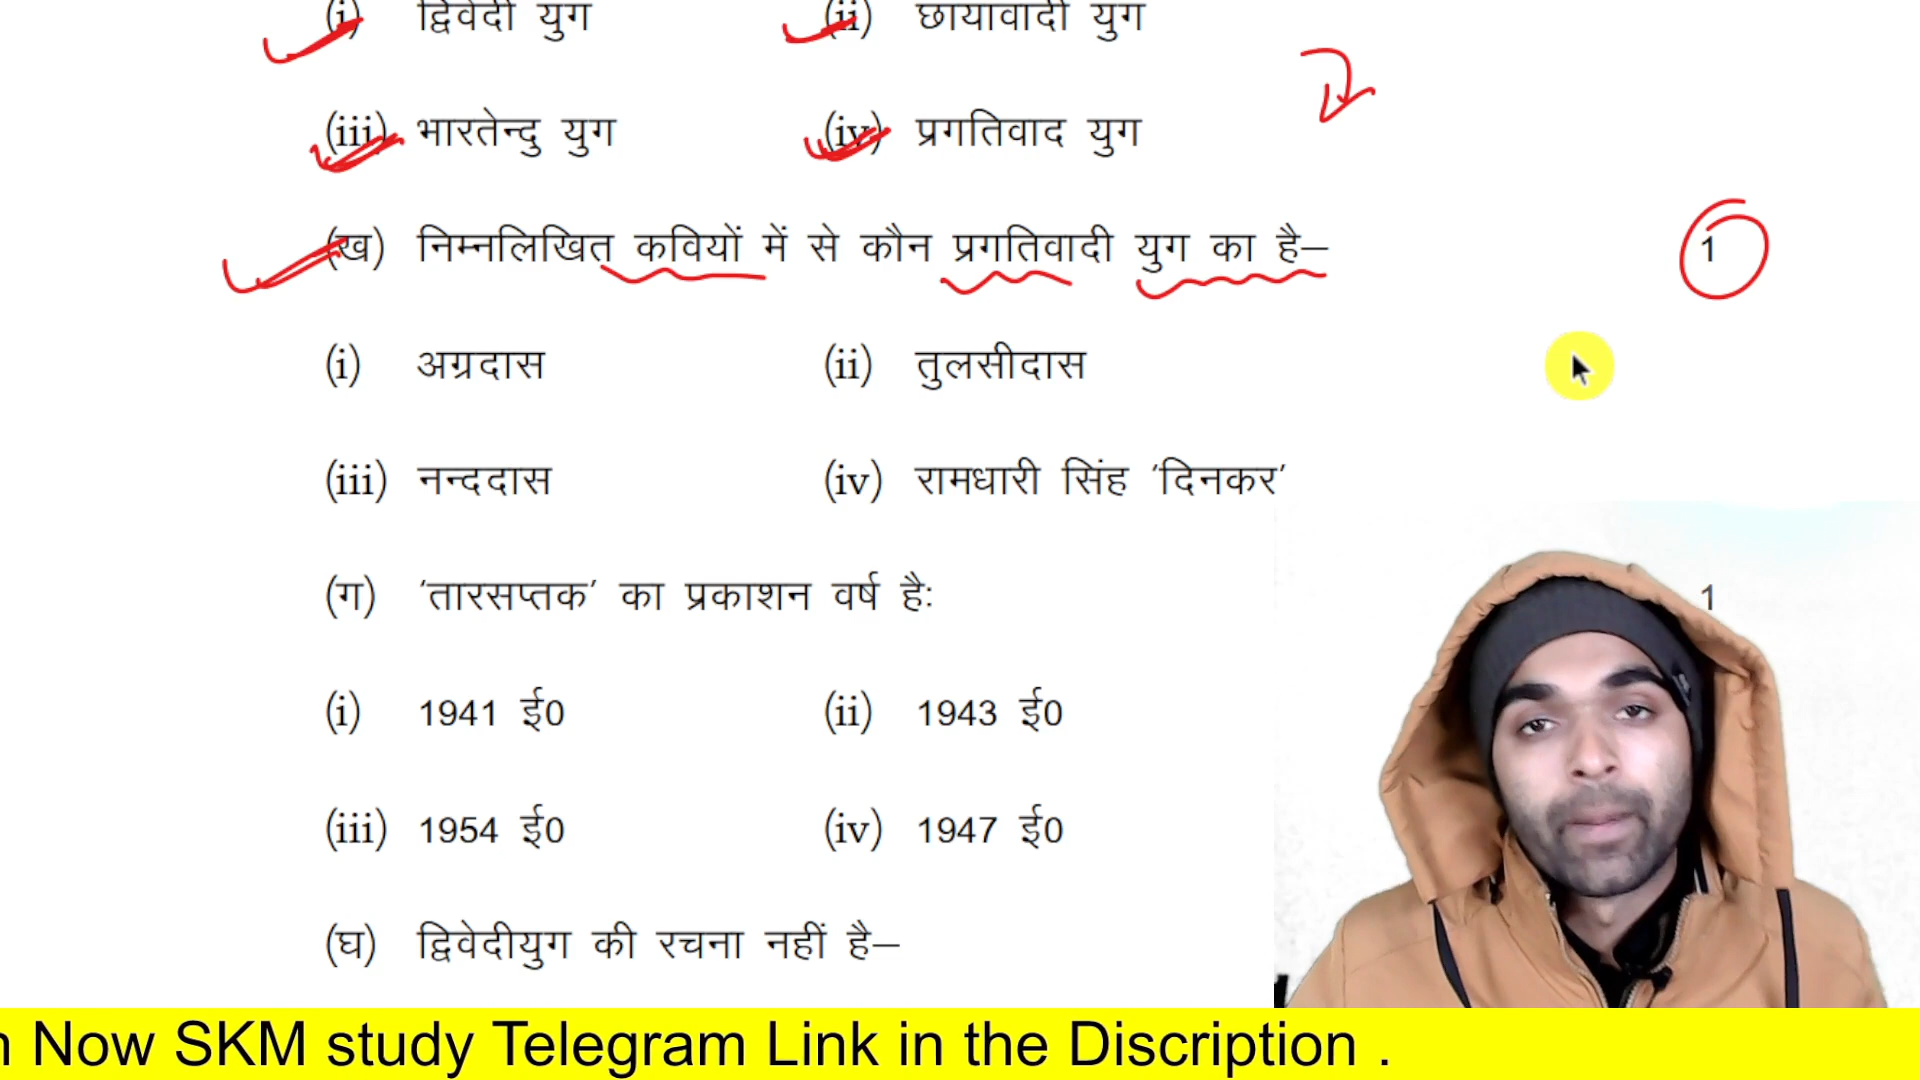 (i) द्विवेदी युग (ii) छायावादी युग
(iii) भारतेन्दु युग (iv) प्रगतिवाद युग
(ख) निम्नलिखित कवियों में से कौन प्रगतिवादी युग का है– 1
(i) अग्रदास (ii) तुलसीदास
(iii) नन्ददास (iv) रामधारी सिंह ‘दिनकर’
(ग) ‘तारसप्तक’ का प्रकाशन वर्ष है: 1
(i) 1941 ई0 (ii) 1943 ई0
(iii) 1954 ई0 (iv) 1947 ई0
(घ) द्विवेदीयुग की रचना नहीं है–
Now SKM study Telegram Link in the Discription .